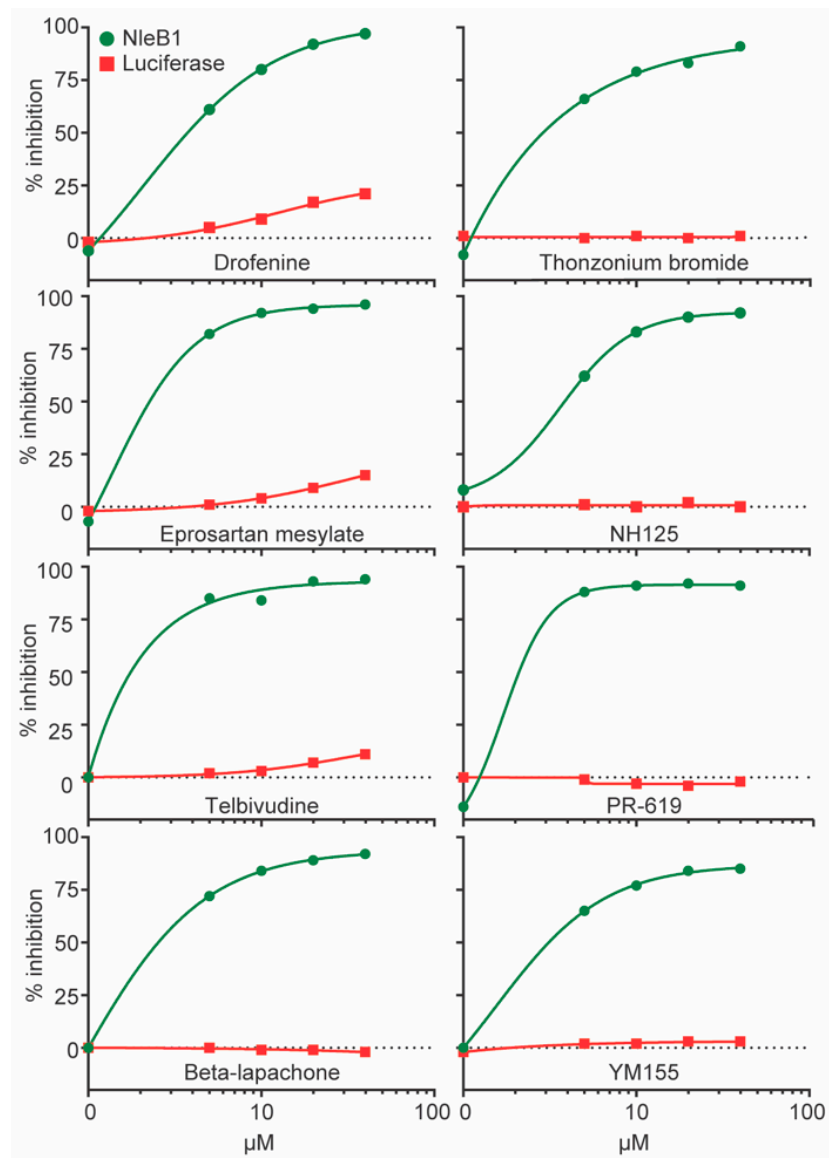 100
75
50
25
0
% inhibition
NleB1
Luciferase
Drofenine
Thonzonium bromide
100
75
50
25
0
% inhibition
Eprosartan mesylate
NH125
100
75
50
25
0
% inhibition
Telbivudine
PR-619
100
75
50
25
0
% inhibition
Beta-lapachone
YM155
0 10 100
0 10 100
µM
µM